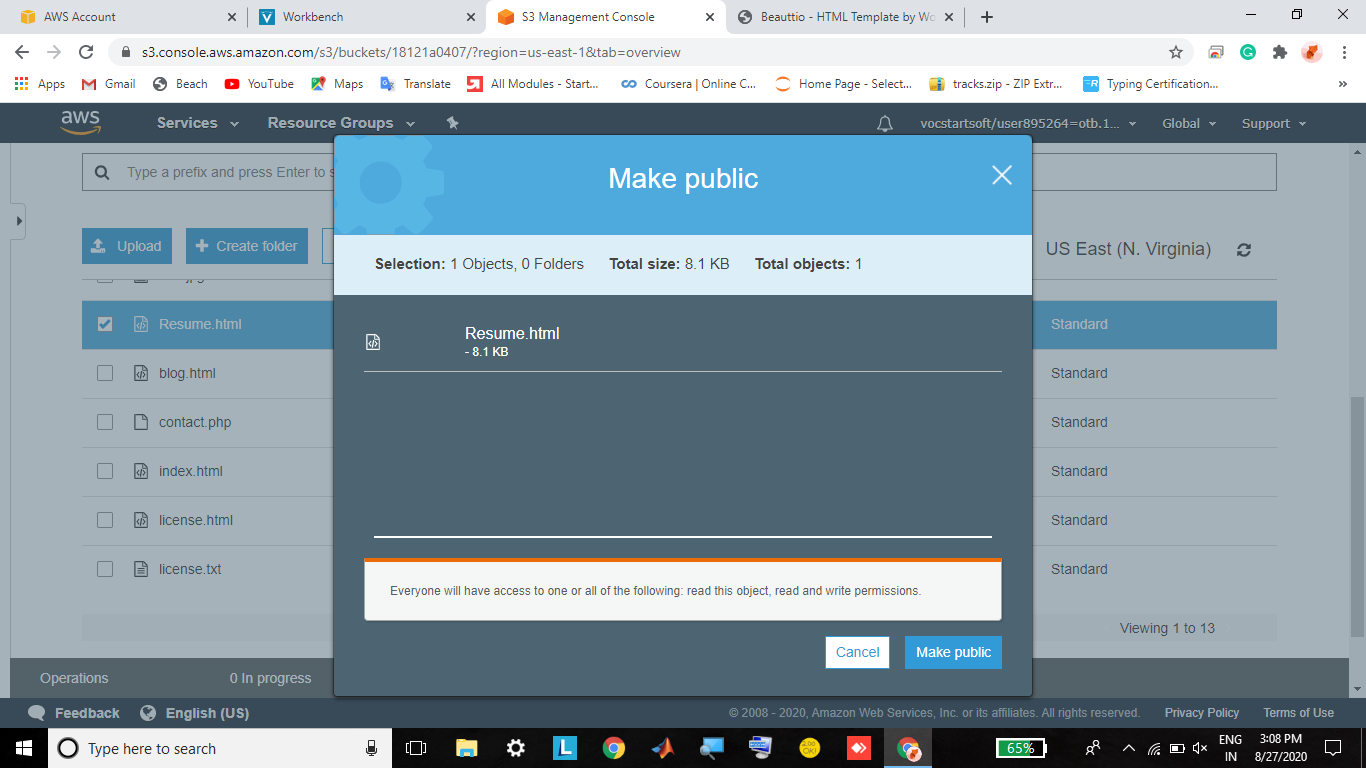 AWS Account
Workbench
S3 Management Console
Beauttio - HTML Template by Wo
s3.console.aws.amazon.com/s3/buckets/18121a0407/?region=us-east-1&tab=overview
Apps Gmail Beach YouTube Maps Translate All Modules - Start... Coursera | Online C... Home Page - Select... tracks.zip - ZIP Extr... Typing Certification... »
aws Services Resource Groups vocstartsoft/user895264=otb.1... Global Support
Make public
Type a prefix and press Enter to s
Upload Create folder US East (N. Virginia)
Selection: 1 Objects, 0 Folders Total size: 8.1 KB Total objects: 1
Resume.html Standard
Resume.html
- 8.1 KB
blog.html Standard
contact.php Standard
index.html Standard
license.html Standard
license.txt Standard
Everyone will have access to one or all of the following: read this object, read and write permissions.
Viewing 1 to 13
Cancel Make public
Operations 0 In progress
Feedback English (US) © 2008 - 2020, Amazon Web Services, Inc. or its affiliates. All rights reserved. Privacy Policy Terms of Use
Type here to search 65% ENG 3:08 PM
IN 8/27/2020